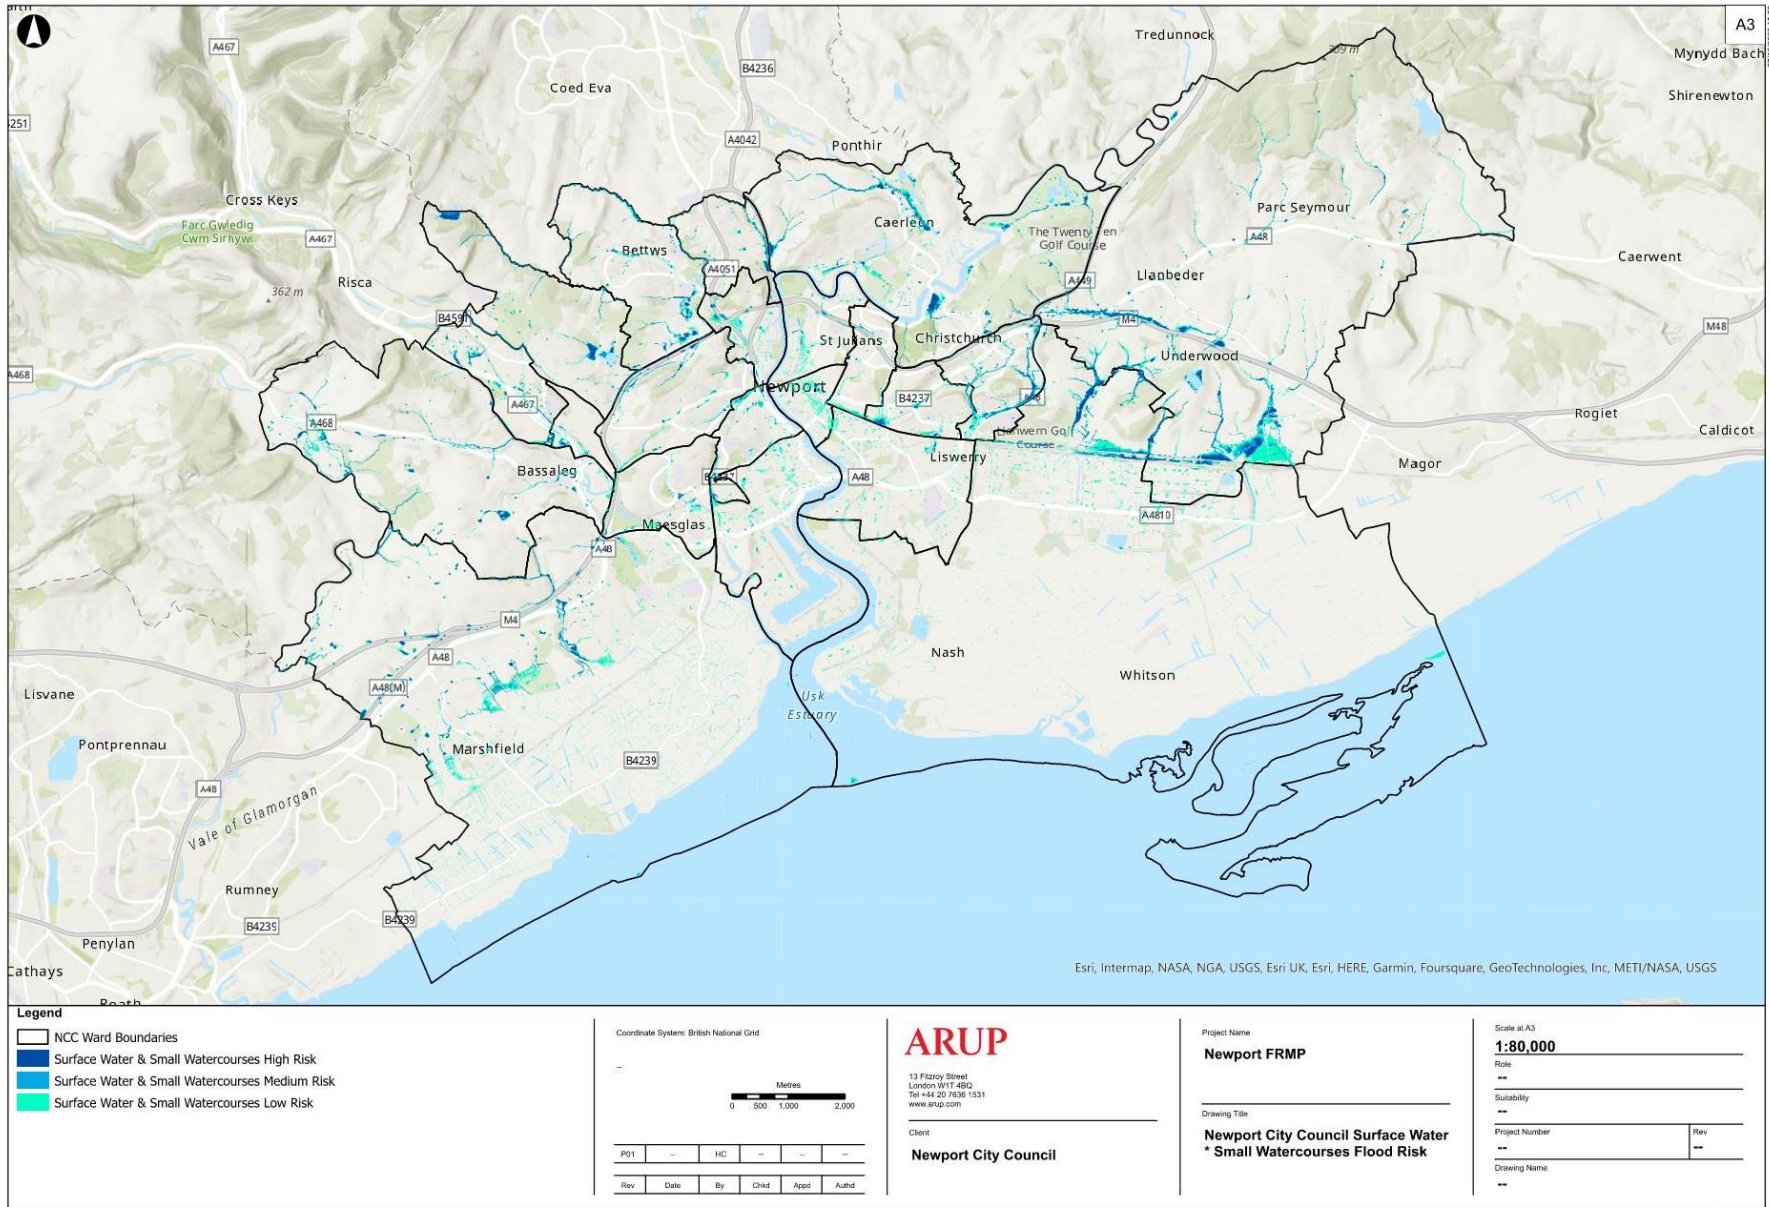 A3
Tredunnock
309 m
Mynydd Bach
A467
B4236
Coed Eva
Shirenewton
4251
A4042
Ponthir
Cross Keys
Parc Seymour
Caerleon
Parc Gwledig
Cwm Sirhywi
A467
The Twenty Ten
Golf Course
A48
Bettws
Caerwent
A4051
Llanbeder
A449
Risca
362 m
B4591
M4
M48
St Julians
Christchurch
Underwood
A468
Newport
B4237
A48
A467
Rogiet
A468
Llanwern Golf
Course
Caldicot
Liswerry
Magor
Bassaleg
B4237
A48
A4810
Maesglas
A48
M4
Nash
A48
Whitson
A48(M)
Lisvane
Usk
Estuary
Pontprennau
Marshfield
B4239
A48
Vale of Glamorgan
Rumney
B4239
B4239
Penylan
Cathays
Esri, Intermap, NASA, NGA, USGS, Esri UK, Esri, HERE, Garmin, Foursquare, GeoTechnologies, Inc, METI/NASA, USGS
Roath
Legend
NCC Ward Boundaries
Surface Water & Small Watercourses High Risk
Surface Water & Small Watercourses Medium Risk
Surface Water & Small Watercourses Low Risk
Coordinate System: British National Grid
--
Metres
0 500 1,000 2,000
P01 -- HC -- -- --
Rev Date By Chkd Appd Authd
ARUP
13 Fitzroy Street
London W1T 4BQ
Tel +44 20 7636 1531
www.arup.com
Client
Newport City Council
Project Name
Newport FRMP
Drawing Title
Newport City Council Surface Water
* Small Watercourses Flood Risk
Scale at A3
1:80,000
Role
--
Suitability
--
Project Number Rev
-- --
Drawing Name
--